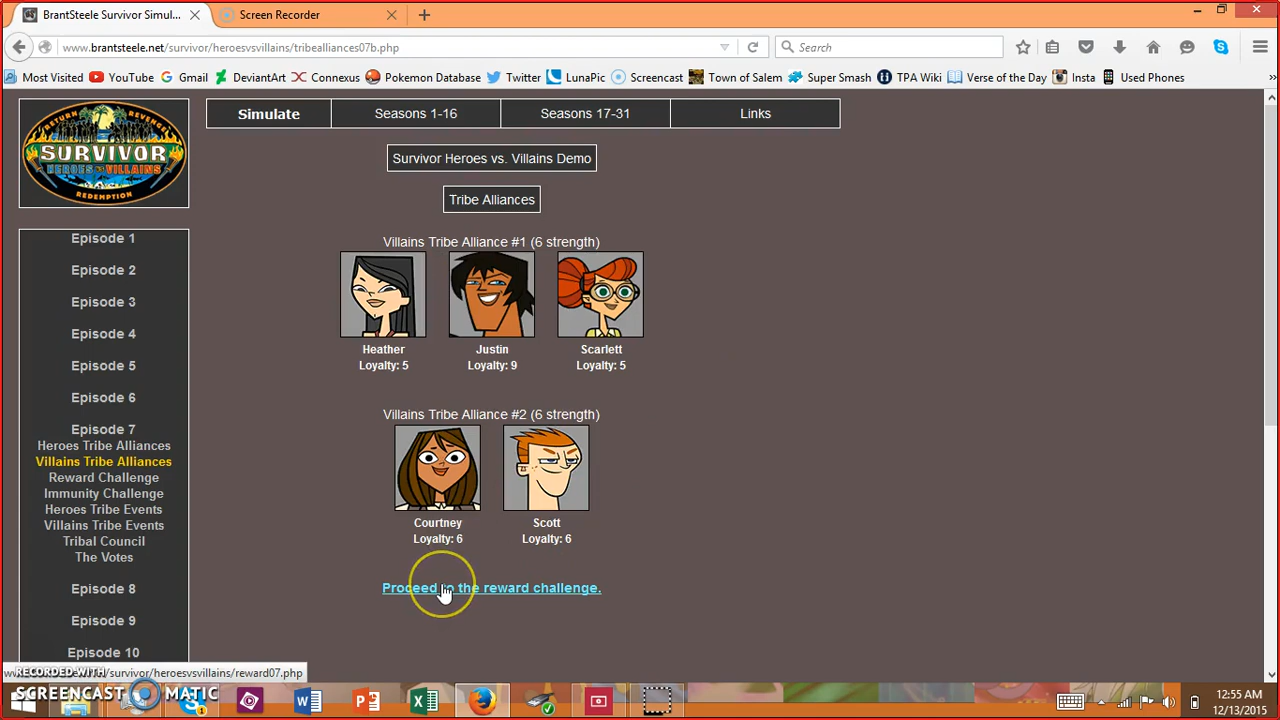 BrantSteele Survivor Simul...
Screen Recorder
www.brantsteele.net/survivor/heroesvsvillains/tribealliances07b.php
Search
Most Visited YouTube Gmail DeviantArt Connexus Pokemon Database Twitter LunaPic Screencast Town of Salem Super Smash TPA Wiki Verse of the Day Insta Used Phones
RETURN REVENGE
SURVIVOR
HEROES VILLAINS
REDEMPTION
Simulate Seasons 1-16 Seasons 17-31 Links
Survivor Heroes vs. Villains Demo
Tribe Alliances
Villains Tribe Alliance #1 (6 strength)
Heather Justin Scarlett
Loyalty: 5 Loyalty: 9 Loyalty: 5
Villains Tribe Alliance #2 (6 strength)
Courtney Scott
Loyalty: 6 Loyalty: 6
Proceed to the reward challenge.
Episode 1
Episode 2
Episode 3
Episode 4
Episode 5
Episode 6
Episode 7
Heroes Tribe Alliances
Villains Tribe Alliances
Reward Challenge
Immunity Challenge
Heroes Tribe Events
Villains Tribe Events
Tribal Council
The Votes
Episode 8
Episode 9
Episode 10
/survivor/heroesvsvillains/reward07.php
RECORDED WITH
SCREENCAST MATIC
12:55 AM
12/13/2015